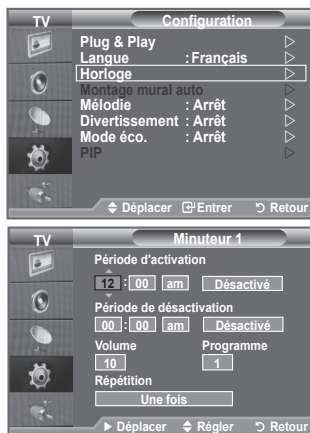 TV Configuration
Plug & Play
Langue : Français
Horloge
Montage mural auto
Mélodie : Arrêt
Divertissement : Arrêt
Mode éco. : Arrêt
PIP
Déplacer Entrer Retour
TV Minuteur 1
Période d'activation
12 : 00 am Désactivé
Période de désactivation
00 : 00 am Désactivé
Volume Programme
10 1
Répétition
Une fois
Déplacer Régler Retour